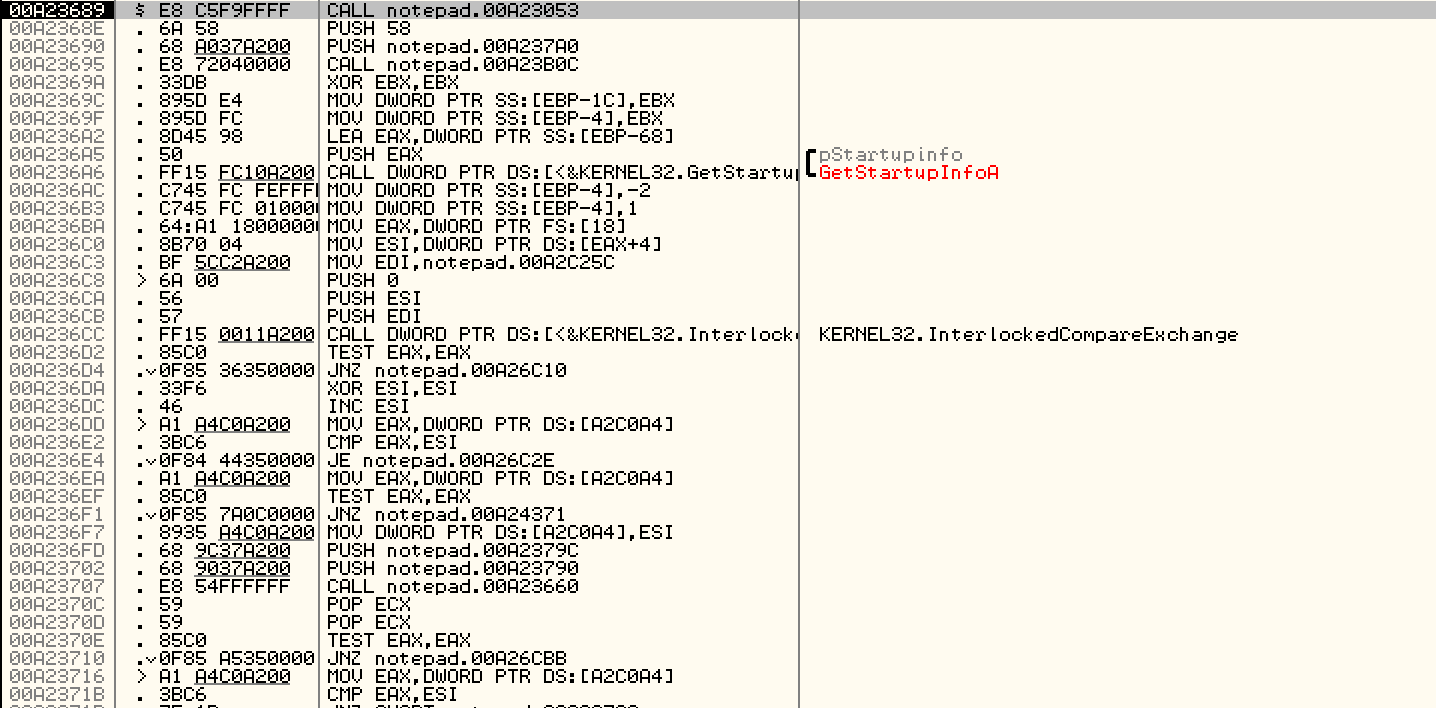 00A23689 $ E8 C5F9FFFF CALL notepad.00A23053
00A2368E . 6A 58 PUSH 58
00A23690 . 68 A037A200 PUSH notepad.00A237A0
00A23695 . E8 72040000 CALL notepad.00A23B0C
00A2369A . 33DB XOR EBX,EBX
00A2369C . 895D E4 MOV DWORD PTR SS:[EBP-1C],EBX
00A2369F . 895D FC MOV DWORD PTR SS:[EBP-4],EBX
00A236A2 . 8D45 98 LEA EAX,DWORD PTR SS:[EBP-68]
00A236A5 . 50 PUSH EAX pStartupinfo
00A236A6 . FF15 FC10A200 CALL DWORD PTR DS:[<&KERNEL32.GetStartu GetStartupInfoA
00A236AC . C745 FC FEFFF MOV DWORD PTR SS:[EBP-4],-2
00A236B3 . C745 FC 01000 MOV DWORD PTR SS:[EBP-4],1
00A236BA . 64:A1 1800000 MOV EAX,DWORD PTR FS:[18]
00A236C0 . 8B70 04 MOV ESI,DWORD PTR DS:[EAX+4]
00A236C3 . BF 5CC2A200 MOV EDI,notepad.00A2C25C
00A236C8 > 6A 00 PUSH 0
00A236CA . 56 PUSH ESI
00A236CB . 57 PUSH EDI
00A236CC . FF15 0011A200 CALL DWORD PTR DS:[<&KERNEL32.Interlock KERNEL32.InterlockedCompareExchange
00A236D2 . 85C0 TEST EAX,EAX
00A236D4 .v0F85 36350000 JNZ notepad.00A26C10
00A236DA . 33F6 XOR ESI,ESI
00A236DC . 46 INC ESI
00A236DD > A1 A4C0A200 MOV EAX,DWORD PTR DS:[A2C0A4]
00A236E2 . 3BC6 CMP EAX,ESI
00A236E4 .v0F84 44350000 JE notepad.00A26C2E
00A236EA . A1 A4C0A200 MOV EAX,DWORD PTR DS:[A2C0A4]
00A236EF . 85C0 TEST EAX,EAX
00A236F1 .v0F85 7A0C0000 JNZ notepad.00A24371
00A236F7 . 8935 A4C0A200 MOV DWORD PTR DS:[A2C0A4],ESI
00A236FD . 68 9C37A200 PUSH notepad.00A2379C
00A23702 . 68 9037A200 PUSH notepad.00A23790
00A23707 . E8 54FFFFFF CALL notepad.00A23660
00A2370C . 59 POP ECX
00A2370D . 59 POP ECX
00A2370E . 85C0 TEST EAX,EAX
00A23710 .v0F85 A5350000 JNZ notepad.00A26CBB
00A23716 > A1 A4C0A200 MOV EAX,DWORD PTR DS:[A2C0A4]
00A2371B . 3BC6 CMP EAX,ESI